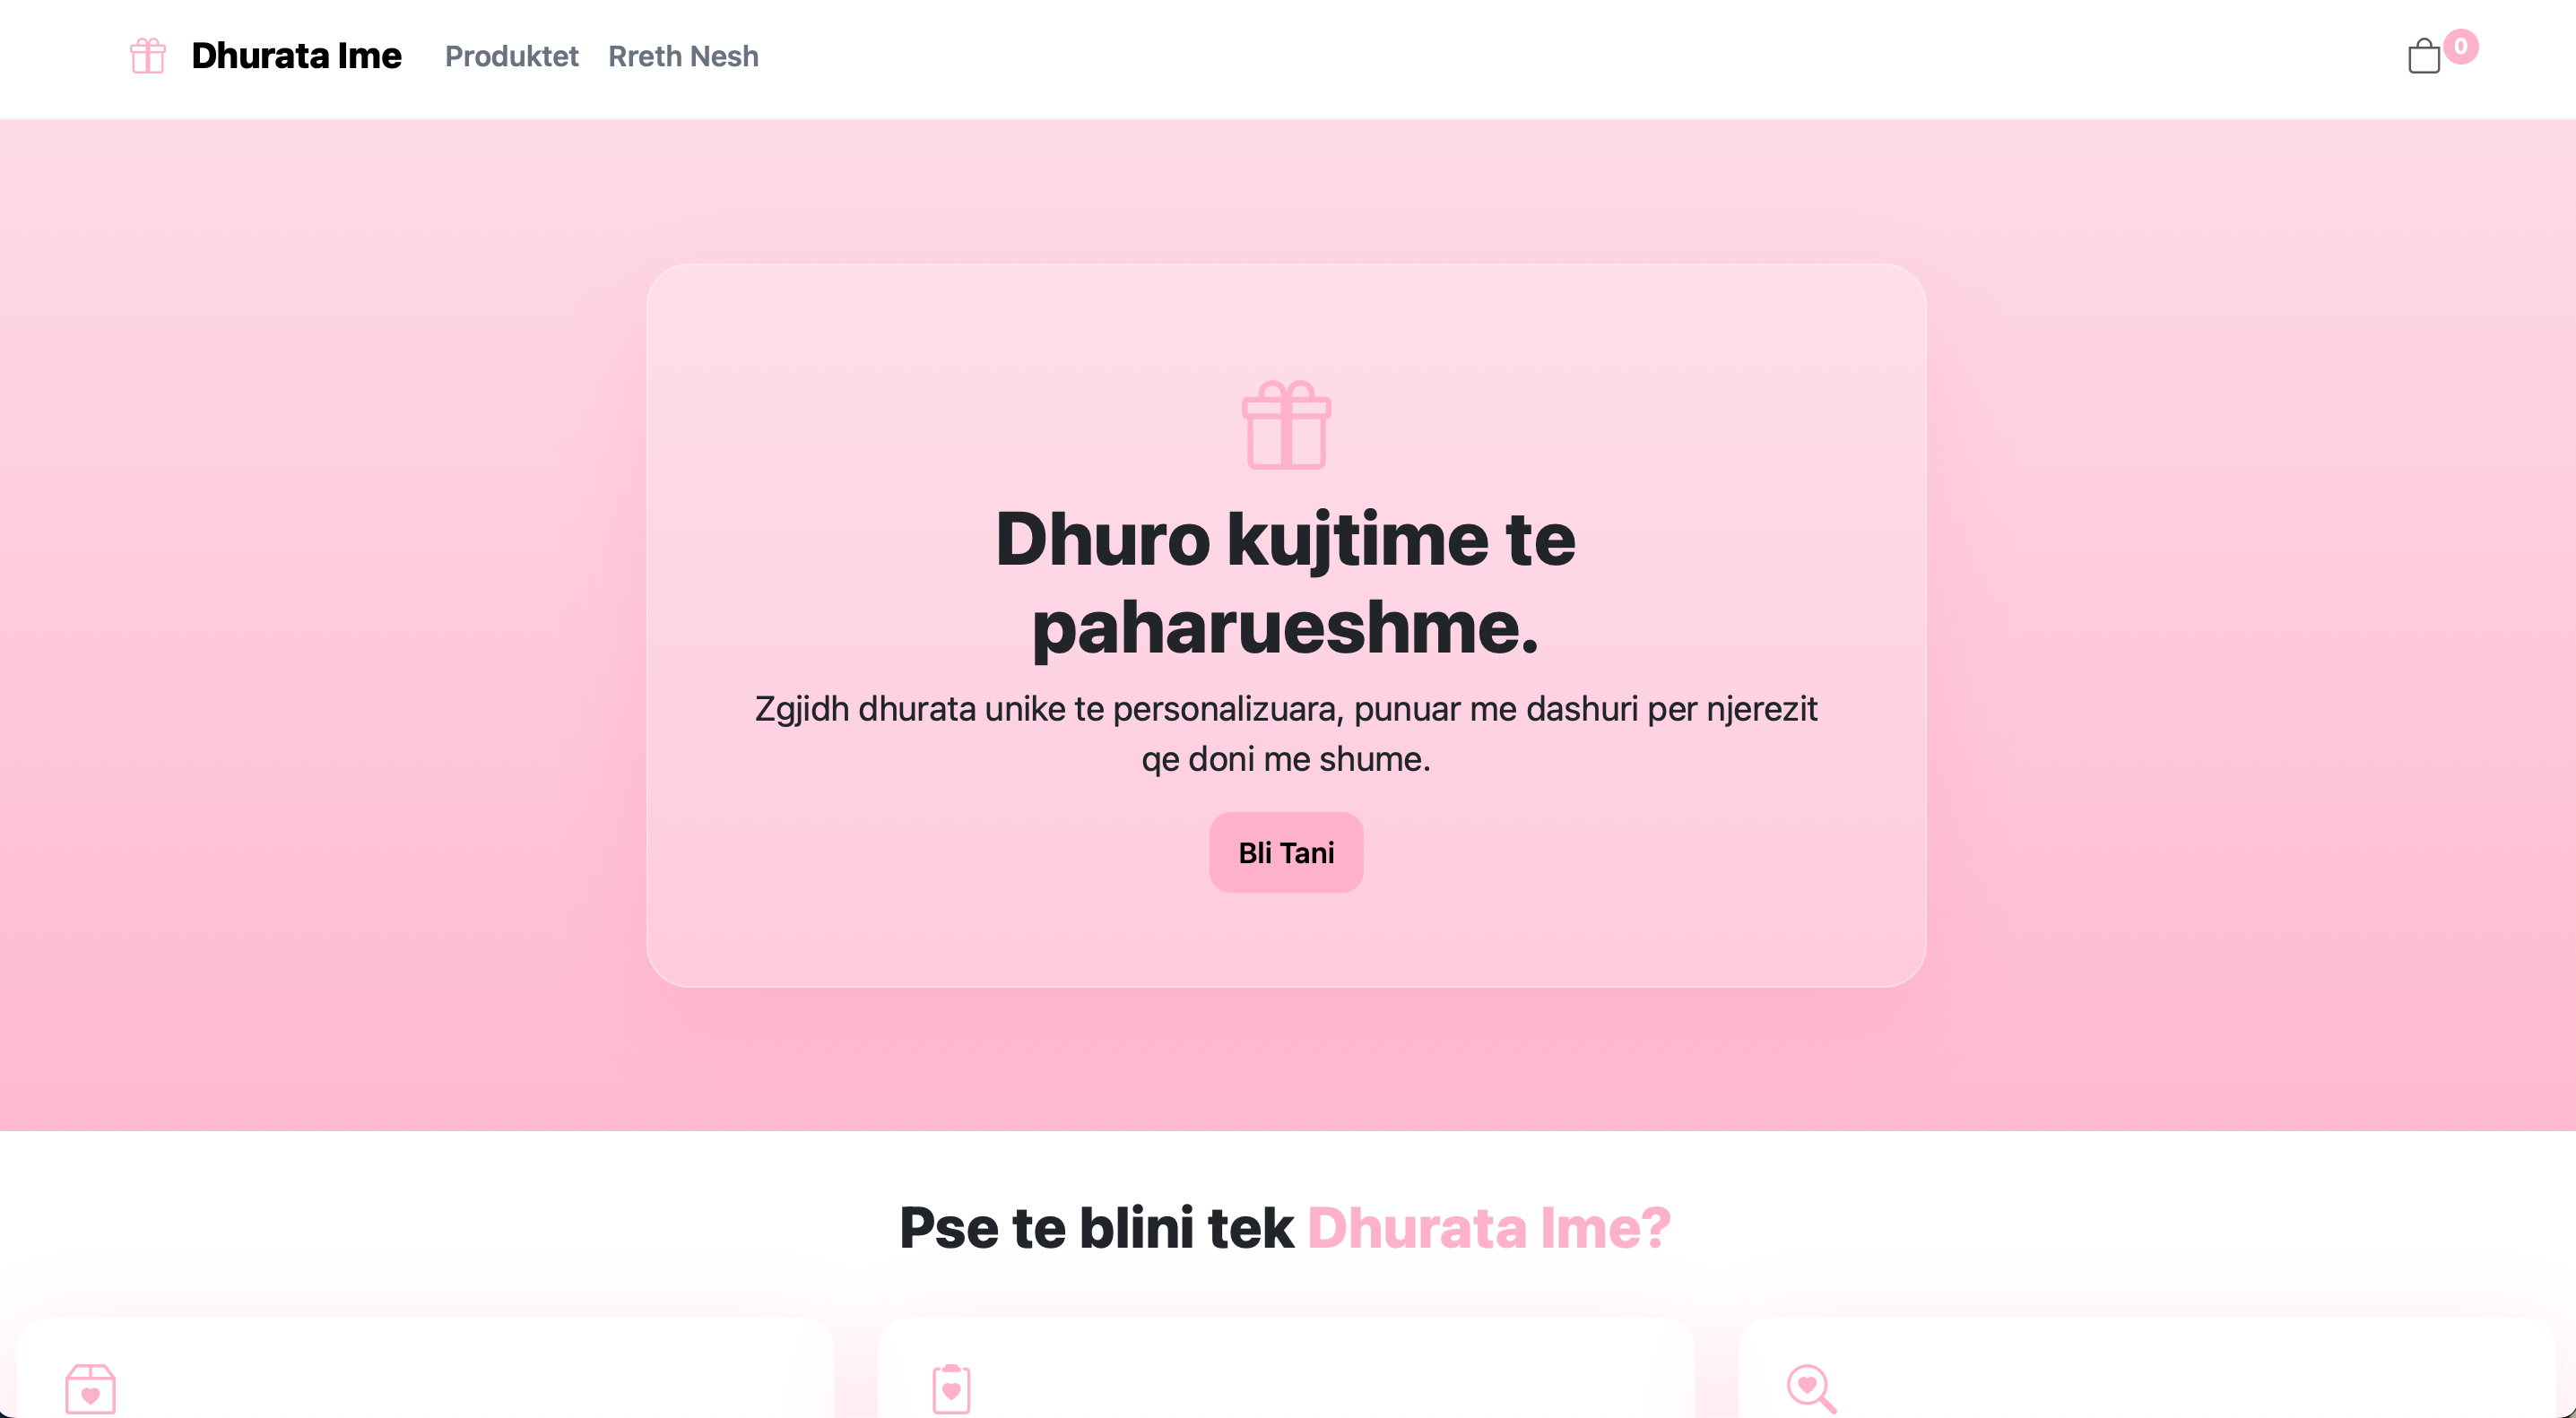 Dhurata Ime
Produktet
Rreth Nesh
0
Dhuro kujtime te
paharueshme.
Zgjidh dhurata unike te personalizuara, punuar me dashuri per njerezit
qe doni me shume.
Bli Tani
Pse te blini tek Dhurata Ime?